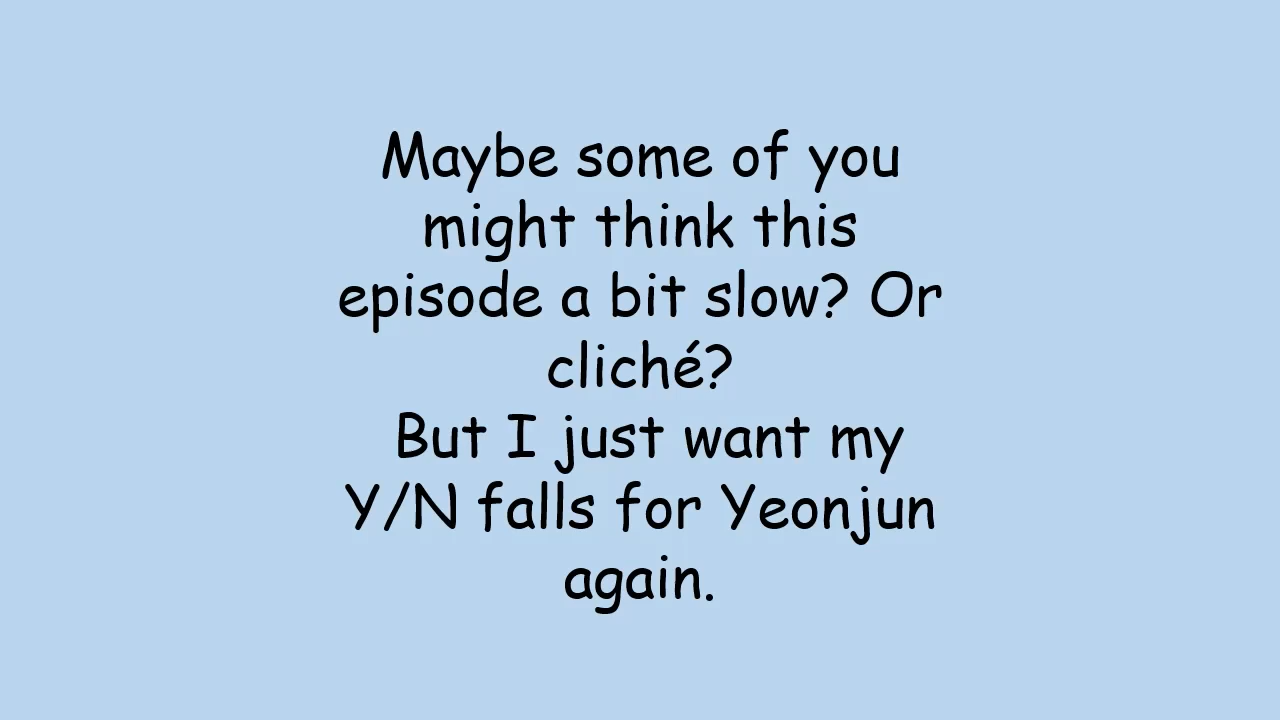 Maybe some of you
might think this
episode a bit slow? Or
cliché?
But I just want my
Y/N falls for Yeonjun
again.